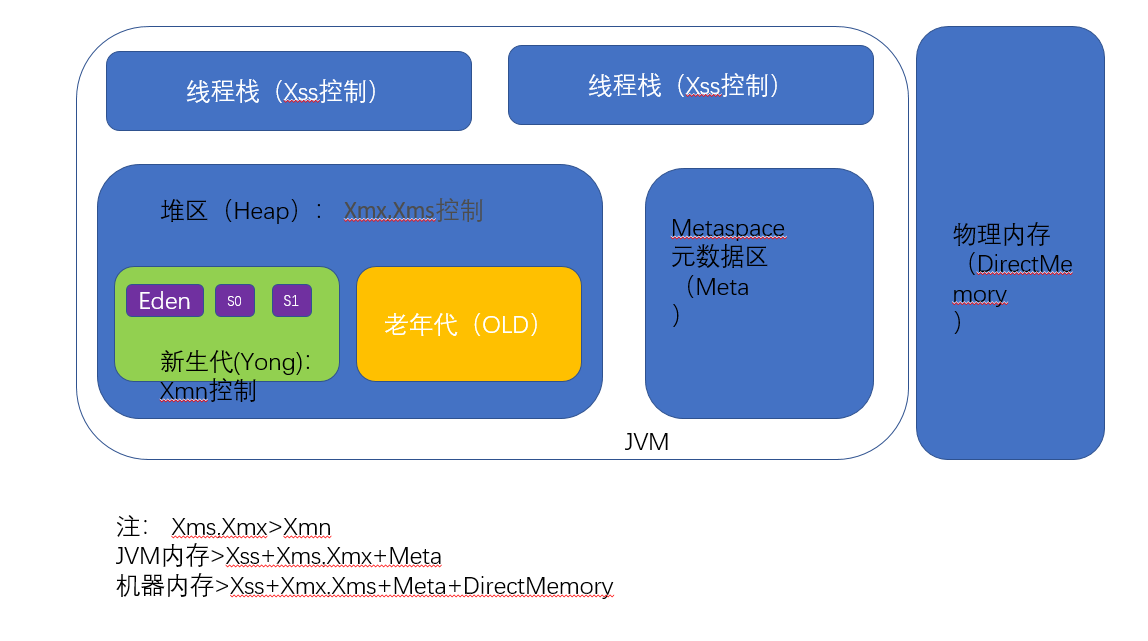 线程栈（Xss控制）
线程栈（Xss控制）
堆区（Heap）： Xmx.Xms控制
Eden
S0
S1
新生代(Yong)：
Xmn控制
老年代（OLD）
Metaspace
元数据区
（Meta
）
JVM
物理内存
（DirectMe
mory
）
注： Xms.Xmx>Xmn
JVM内存>Xss+Xms.Xmx+Meta
机器内存>Xss+Xmx.Xms+Meta+DirectMemory